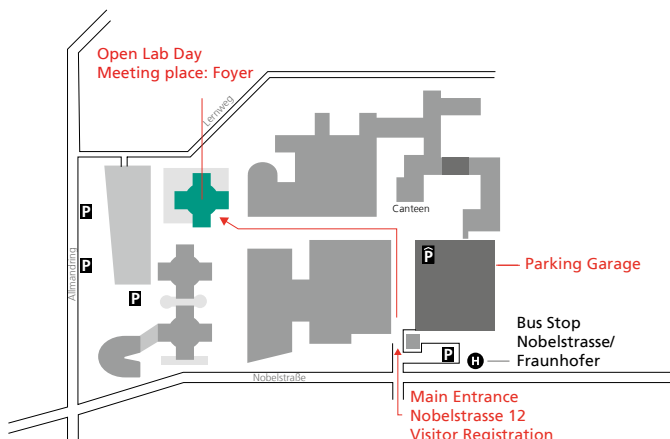 Open Lab Day
Meeting place: Foyer
Lernweg
Canteen
P
P
P
P
Parking Garage
Allmandring
Bus Stop
Nobelstrasse/
Fraunhofer
P
H
Nobelstraße
Main Entrance
Nobelstrasse 12
Visitor Registration